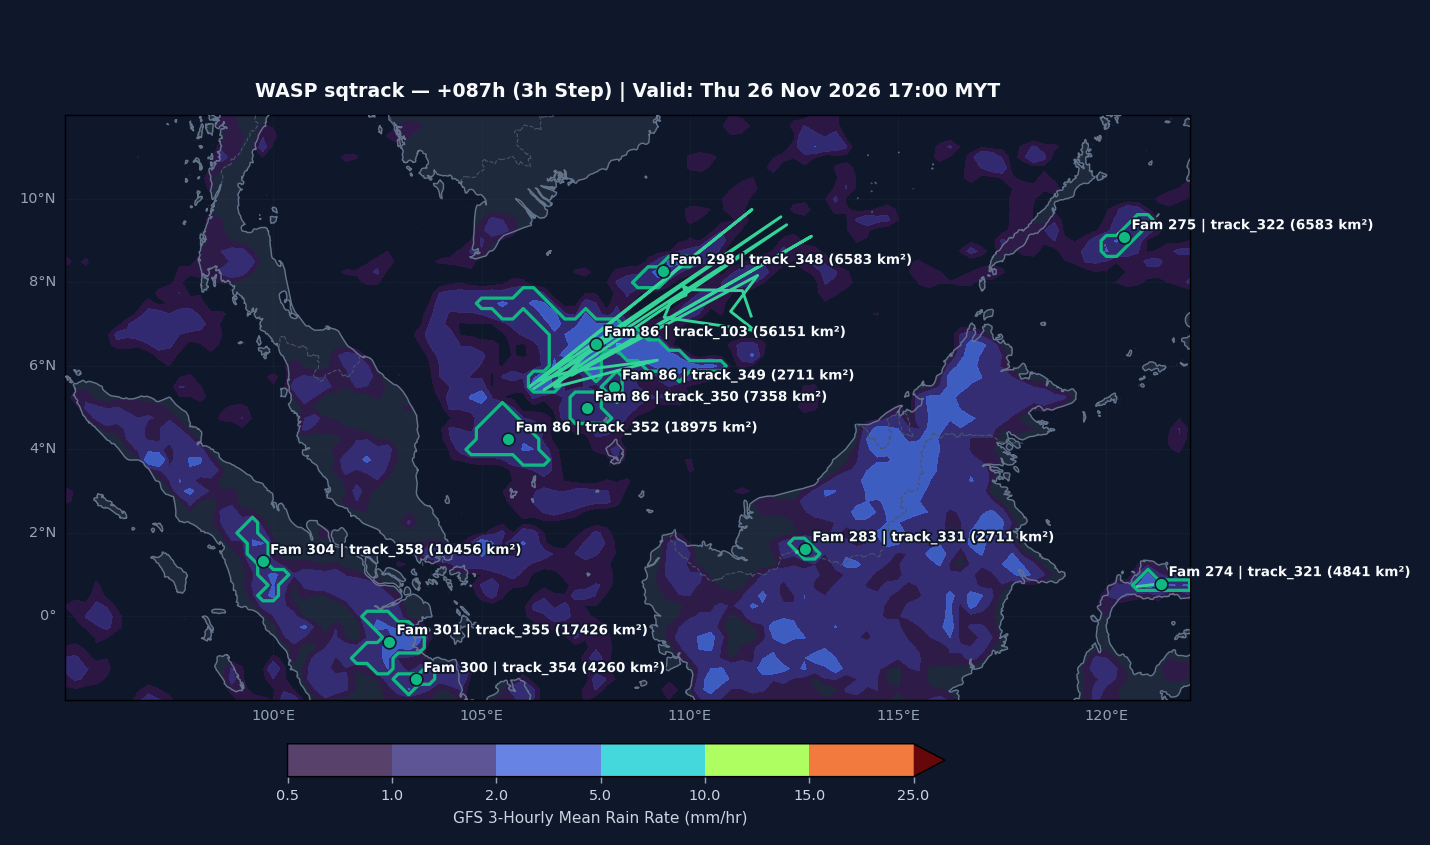 WASP sqtrack — +087h (3h Step) | Valid: Thu 26 Nov 2026 17:00 MYT
10°N
8°N
6°N
4°N
2°N
0°
Fam 275 | track_322 (6583 km²)
Fam 298 | track_348 (6583 km²)
Fam 86 | track_103 (56151 km²)
Fam 86 | track_349 (2711 km²)
Fam 86 | track_350 (7358 km²)
Fam 86 | track_352 (18975 km²)
Fam 283 | track_331 (2711 km²)
Fam 304 | track_358 (10456 km²)
Fam 274 | track_321 (4841 km²)
Fam 301 | track_355 (17426 km²)
Fam 300 | track_354 (4260 km²)
100°E 105°E 110°E 115°E 120°E
0.5 1.0 2.0 5.0 10.0 15.0 25.0
GFS 3-Hourly Mean Rain Rate (mm/hr)